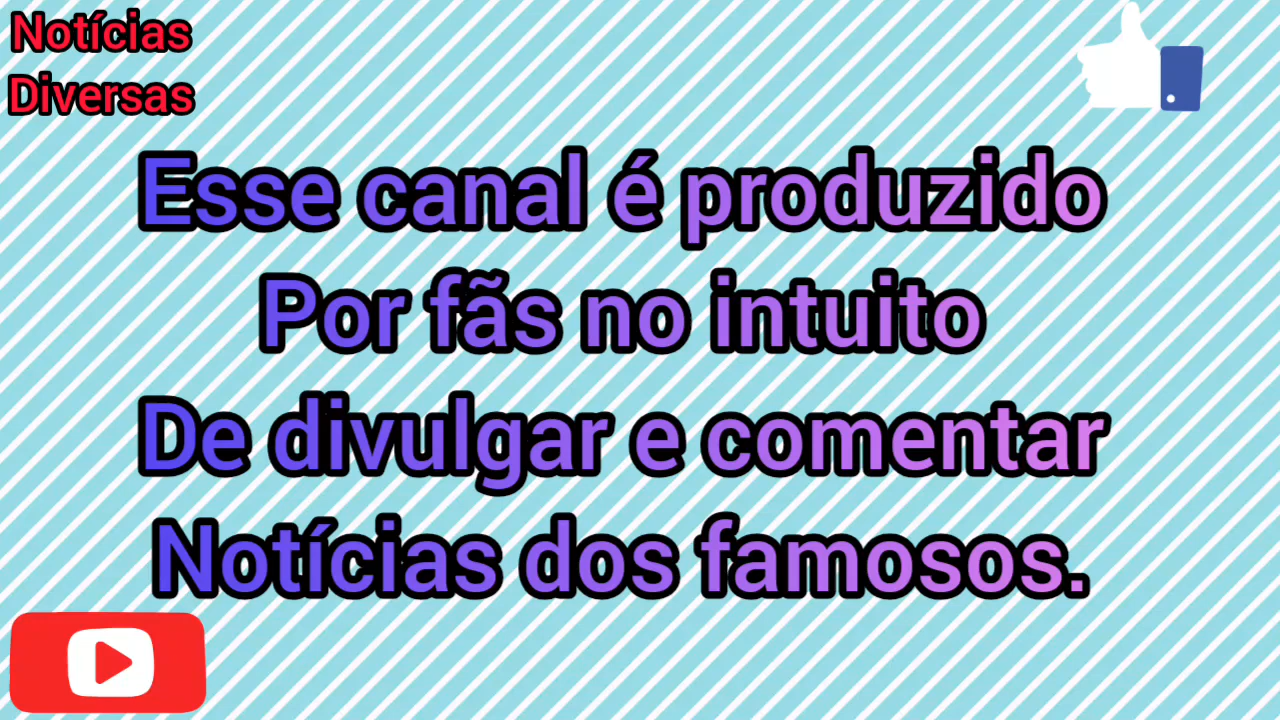 Notícias
Diversas
Esse canal é produzido
Por fãs no intuito
De divulgar e comentar
Notícias dos famosos.